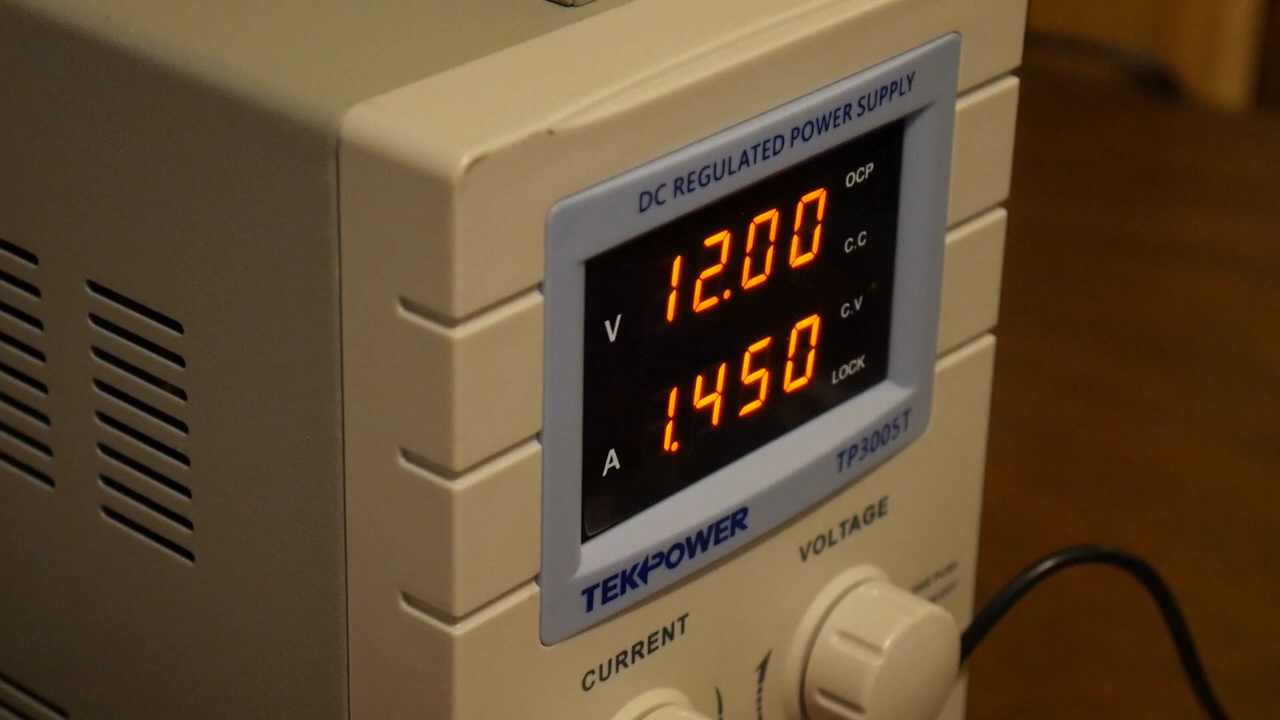 DC REGULATED POWER SUPPLY
OCP
12.00
C.C
V
C.V
1.450
LOCK
A
TP3005T
TEKPOWER
VOLTAGE
CURRENT